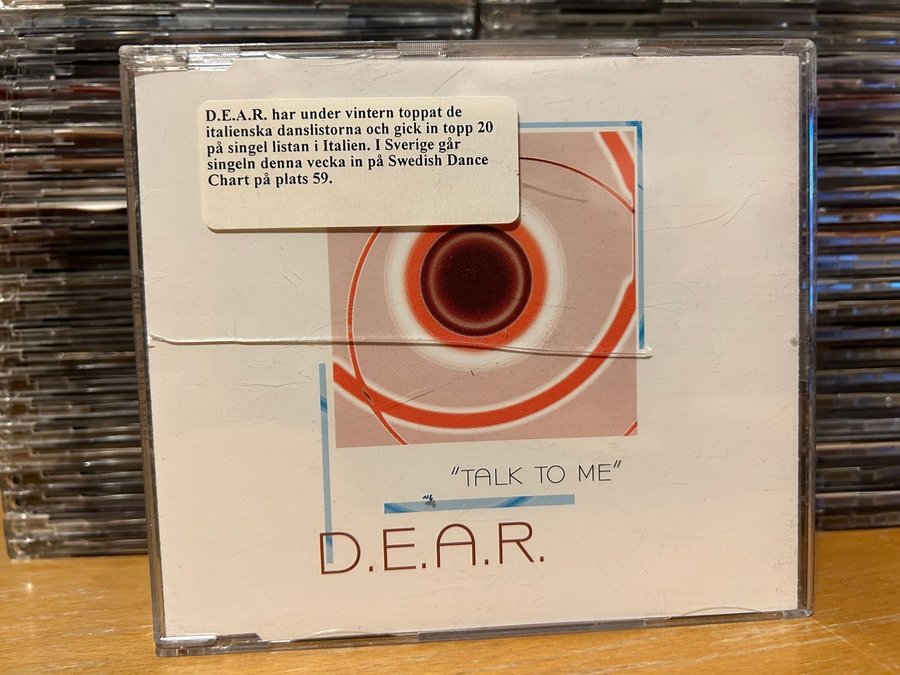 D.E.A.R. har under vintern toppat de
italienska danslistorna och gick in topp 20
på singel listan i Italien. I Sverige går
singeln denna vecka in på Swedish Dance
Chart på plats 59.
"TALK TO ME"
D.E.A.R.